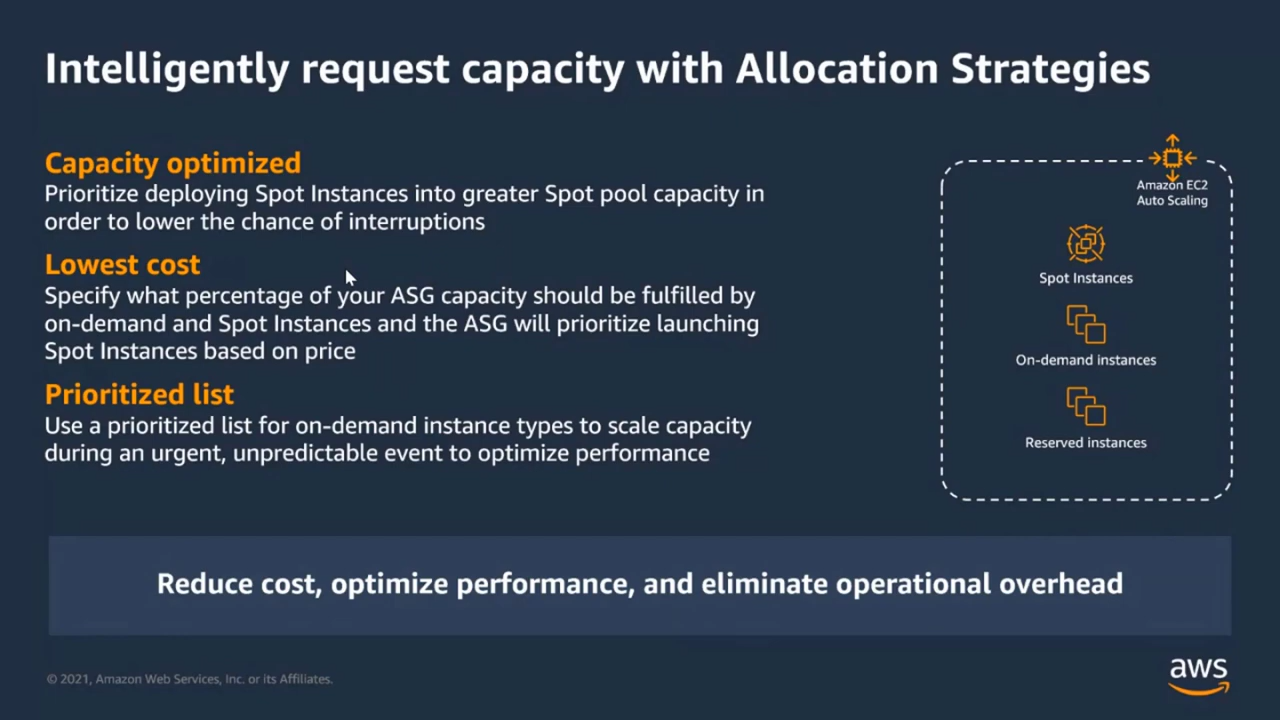 Intelligently request capacity with Allocation Strategies
Capacity optimized
Prioritize deploying Spot Instances into greater Spot pool capacity in
order to lower the chance of interruptions
Lowest cost
Specify what percentage of your ASG capacity should be fulfilled by
on-demand and Spot Instances and the ASG will prioritize launching
Spot Instances based on price
Prioritized list
Use a prioritized list for on-demand instance types to scale capacity
during an urgent, unpredictable event to optimize performance
Amazon EC2
Auto Scaling
Spot Instances
On-demand instances
Reserved instances
Reduce cost, optimize performance, and eliminate operational overhead
© 2021, Amazon Web Services, Inc. or its Affiliates.
aws